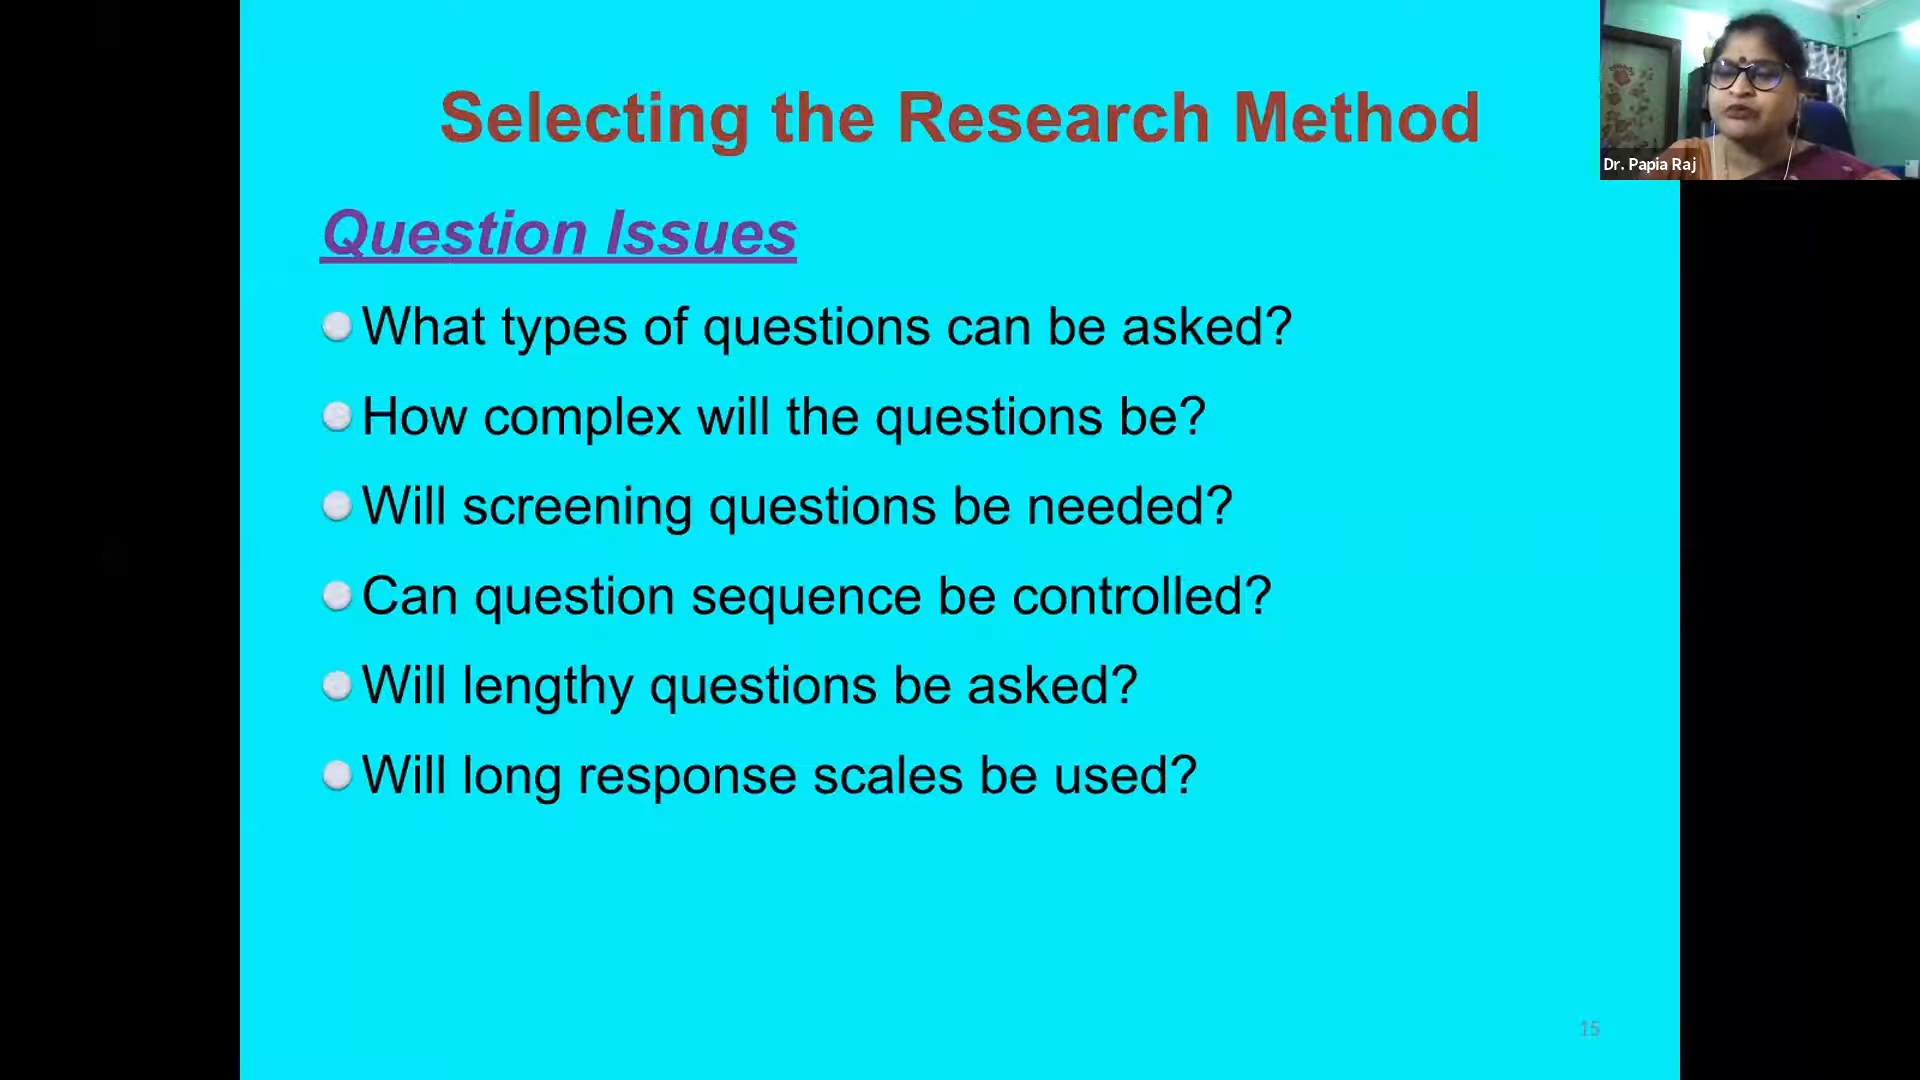 Selecting the Research Method
Dr. Papia Raj
Question Issues
What types of questions can be asked?
How complex will the questions be?
Will screening questions be needed?
Can question sequence be controlled?
Will lengthy questions be asked?
Will long response scales be used?
15